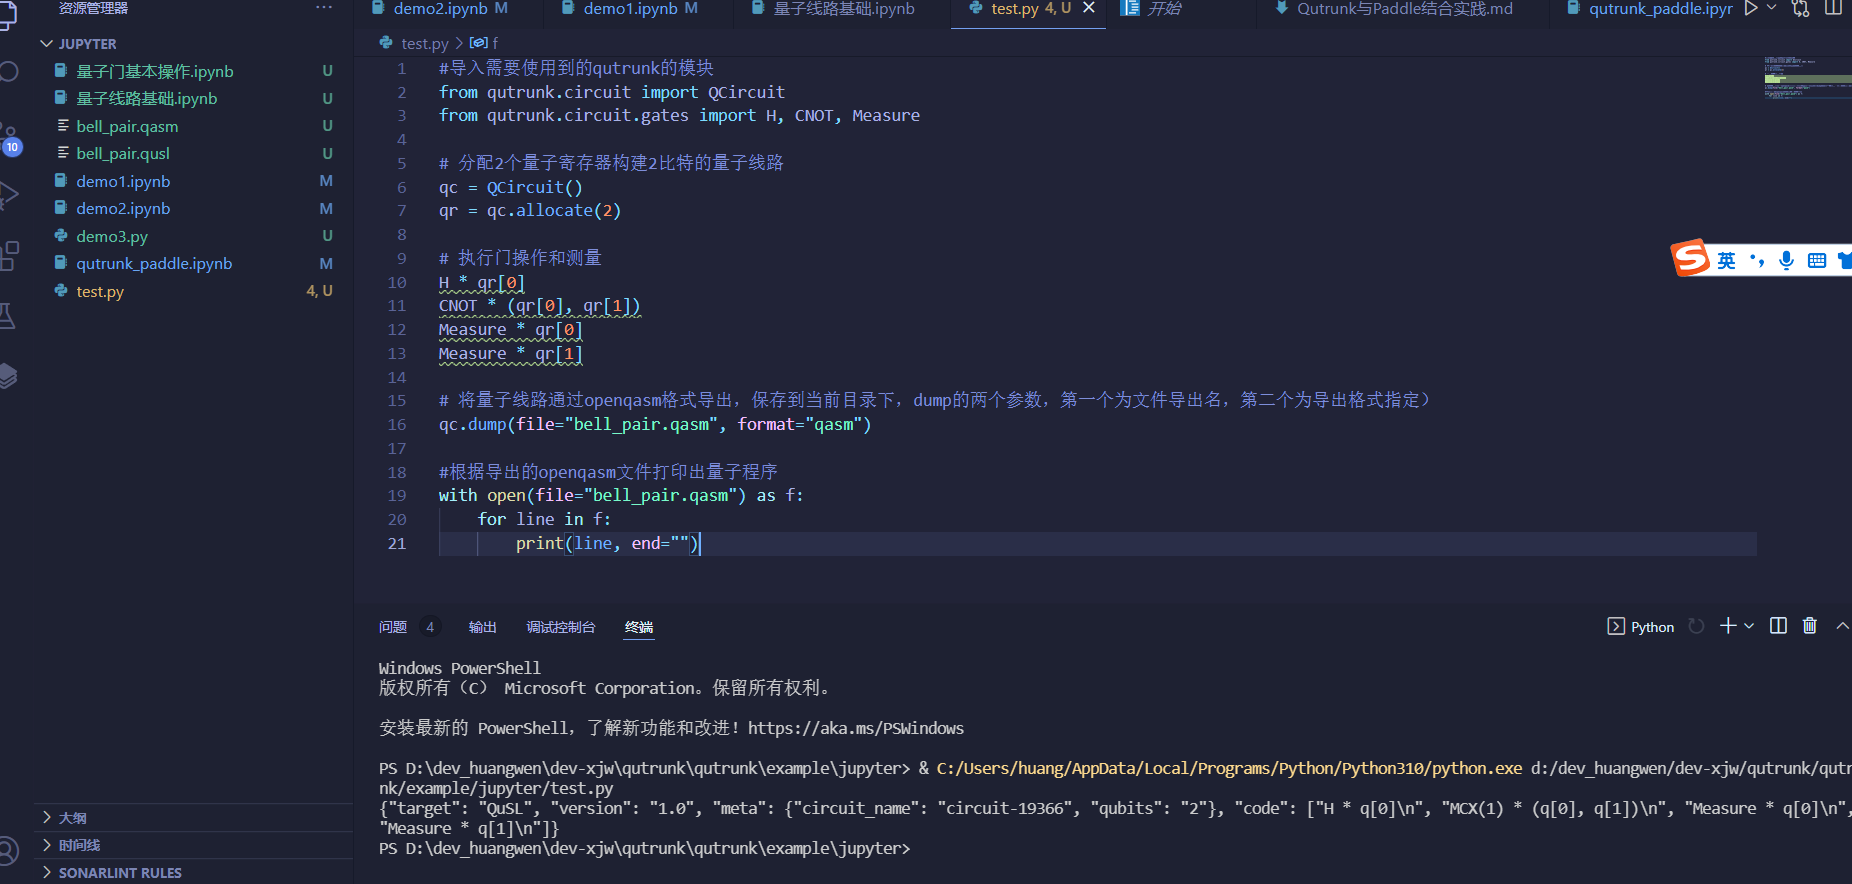 资源管理器 ···
JUPYTER
量子门基本操作.ipynb U
量子线路基础.ipynb U
bell_pair.qasm U
bell_pair.qusl U
demo1.ipynb M
demo2.ipynb M
demo3.py U
qutrunk_paddle.ipynb M
test.py 4, U
10
大纲
时间线
SONARLINT RULES
demo2.ipynb M demo1.ipynb M 量子线路基础.ipynb test.py 4, U 开始 Qutrunk与Paddle结合实践.md qutrunk_paddle.ipyr
test.py > f
1 #导入需要使用到的qutrunk的模块
2 from qutrunk.circuit import QCircuit
3 from qutrunk.circuit.gates import H, CNOT, Measure
4
5 # 分配2个量子寄存器构建2比特的量子线路
6 qc = QCircuit()
7 qr = qc.allocate(2)
8
9 # 执行门操作和测量
10 H * qr[0]
11 CNOT * (qr[0], qr[1])
12 Measure * qr[0]
13 Measure * qr[1]
14
15 # 将量子线路通过openqasm格式导出，保存到当前目录下，dump的两个参数，第一个为文件导出名，第二个为导出格式指定）
16 qc.dump(file="bell_pair.qasm", format="qasm")
17
18 #根据导出的openqasm文件打印出量子程序
19 with open(file="bell_pair.qasm") as f:
20 for line in f:
21 print(line, end="")
英
问题 4 输出 调试控制台 终端 Python
Windows PowerShell
版权所有（C） Microsoft Corporation。保留所有权利。
安装最新的 PowerShell，了解新功能和改进！https://aka.ms/PSWindows
PS D:\dev_huangwen\dev-xjw\qutrunk\qutrunk\example\jupyter> & C:/Users/huang/AppData/Local/Programs/Python/Python310/python.exe d:/dev_huangwen/dev-xjw/qutrunk/qutr
nk/example/jupyter/test.py
{"target": "QuSL", "version": "1.0", "meta": {"circuit_name": "circuit-19366", "qubits": "2"}, "code": ["H * q[0]\n", "MCX(1) * (q[0], q[1])\n", "Measure * q[0]\n",
"Measure * q[1]\n"]}
PS D:\dev_huangwen\dev-xjw\qutrunk\qutrunk\example\jupyter>